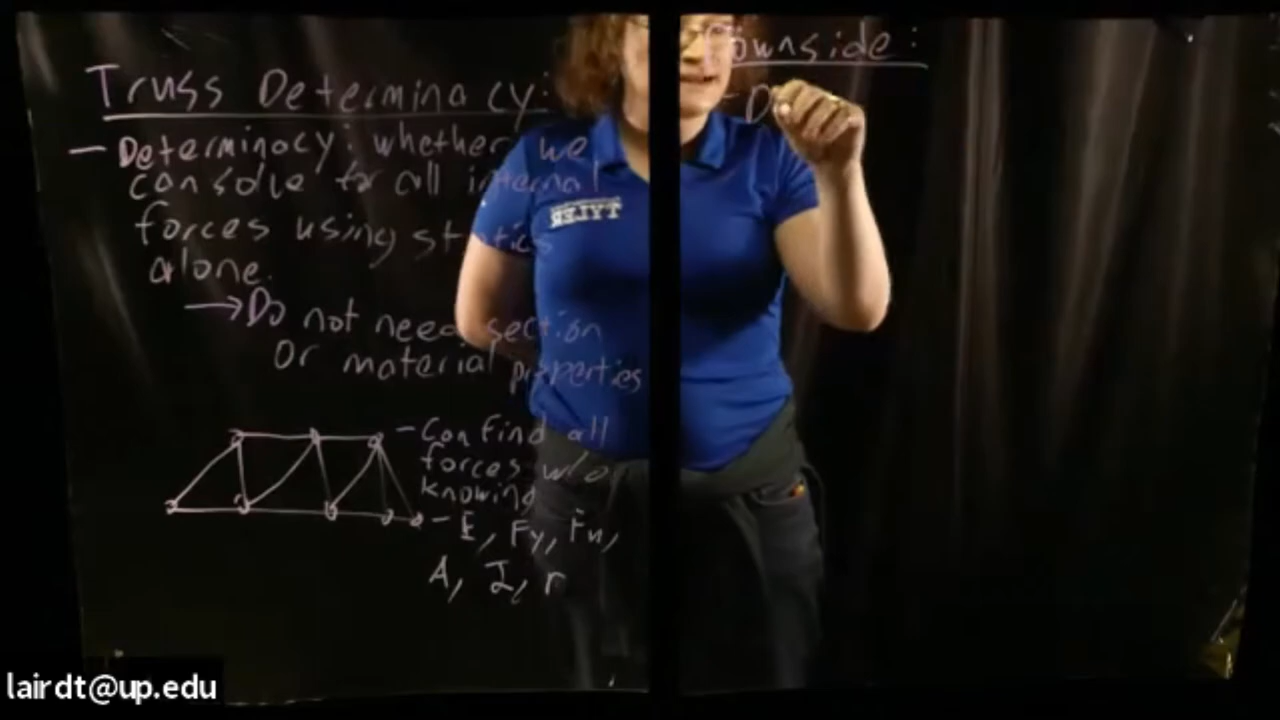 Truss Determinacy:
- Determinacy: whether we
can solve for all internal
forces using statics
alone.
→ Do not need section
or material properties
- Can find all
forces w/o
knowing
- E, Fy, Fu,
A, I, r
Downside:
- D
TYLER
lairdt@up.edu